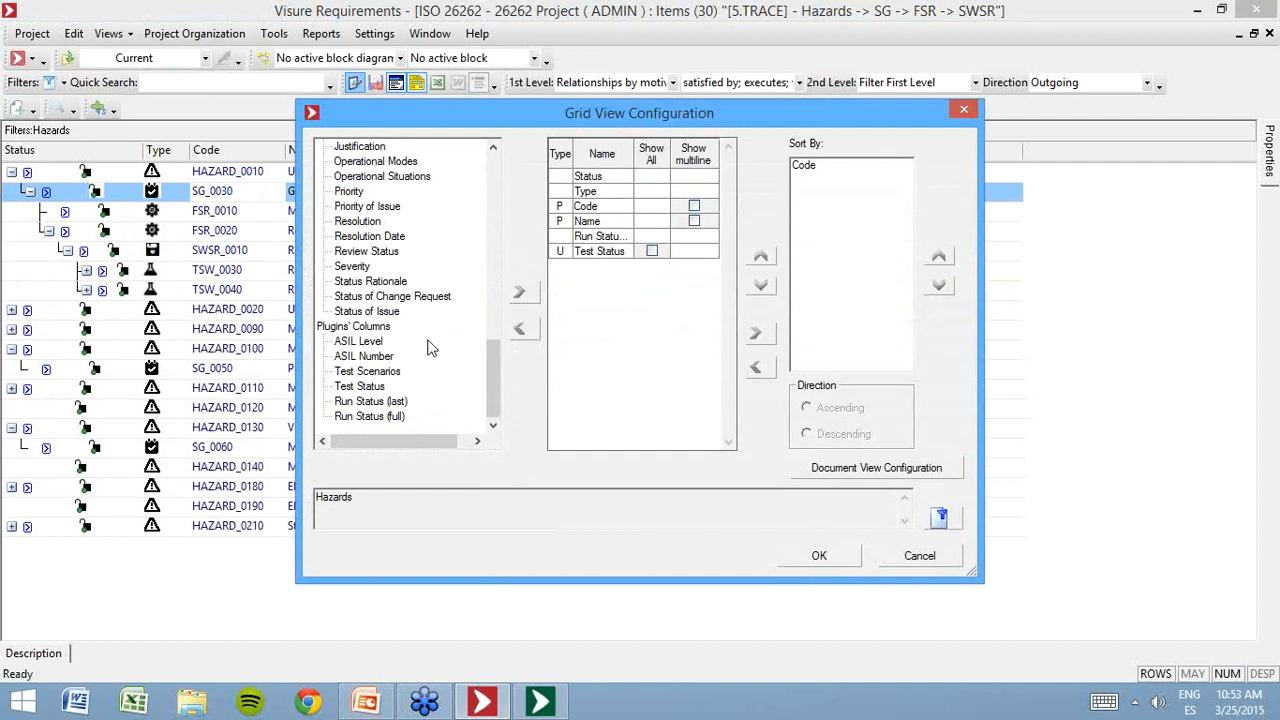 Visure Requirements - [ISO 26262 - 26262 Project ( ADMIN ) : Items (30) "[5.TRACE] - Hazards -> SG -> FSR -> SWSR"]
Project Edit Views Project Organization Tools Reports Settings Window Help
Current No active block diagram No active block
Filters: Quick Search: 1st Level: Relationships by motiv satisfied by; executes; 2nd Level: Filter First Level Direction Outgoing
Filters:Hazards
Status Type Code N
HAZARD_0010 U
SG_0030 G
FSR_0010 M
FSR_0020 R
SWSR_0010 R
TSW_0030 R
TSW_0040 R
HAZARD_0020 U
HAZARD_0090 M
HAZARD_0100 M
SG_0050 P
HAZARD_0110 M
HAZARD_0120 M
HAZARD_0130 V
SG_0060 M
HAZARD_0140 M
HAZARD_0180 El
HAZARD_0190 El
HAZARD_0210 St
Properties
Grid View Configuration
Justification
Operational Modes
Operational Situations
Priority
Priority of Issue
Resolution
Resolution Date
Review Status
Severity
Status Rationale
Status of Change Request
Status of Issue
Plugins' Columns
ASIL Level
ASIL Number
Test Scenarios
Test Status
Run Status (last)
Run Status (full)
Type Name Show All Show multiline
Status
Type
P Code
P Name
Run Statu...
U Test Status
Sort By:
Code
Direction
Ascending
Descending
Document View Configuration
Hazards
OK Cancel
Description
Ready ROWS MAY NUM DESP
ENG 10:53 AM
ES 3/25/2015